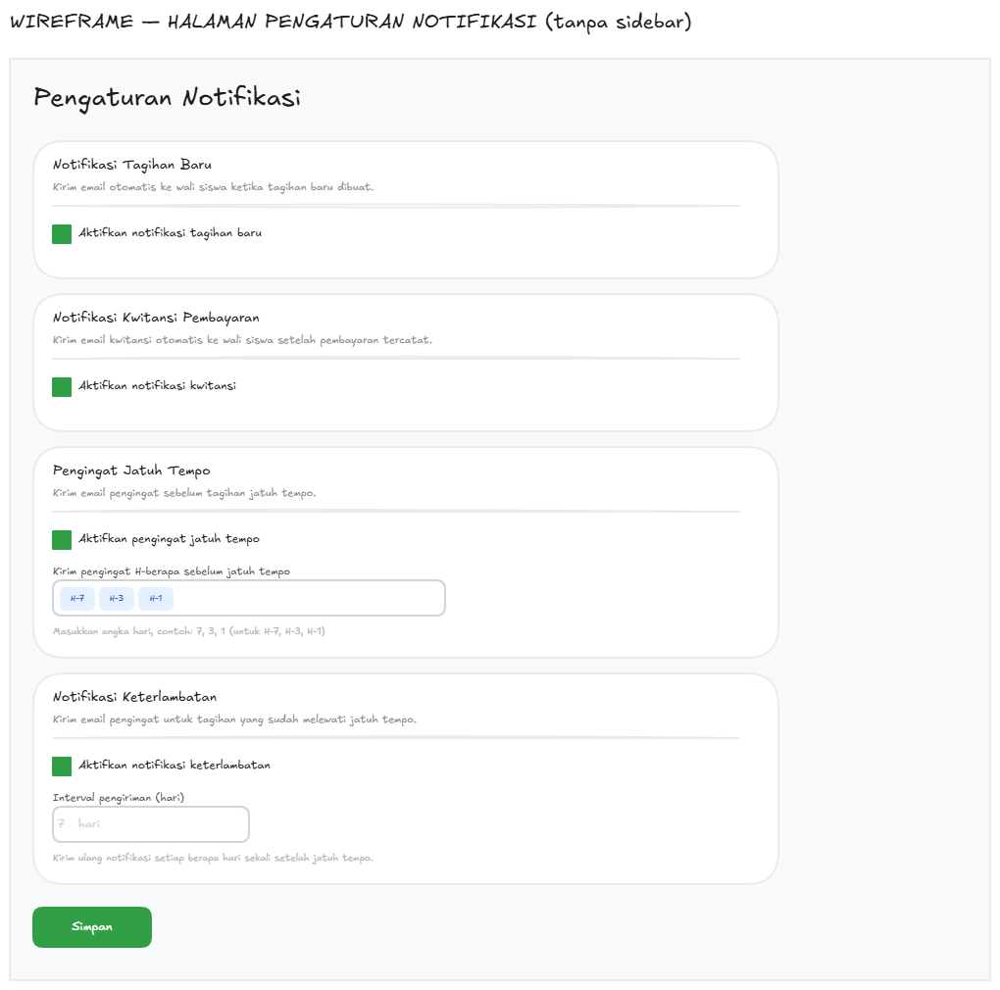 WIREFRAME — HALAMAN PENGATURAN NOTIFIKASI (tanpa sidebar)
Pengaturan Notifikasi
Notifikasi Tagihan Baru
Kirim email otomatis ke wali siswa ketika tagihan baru dibuat.
Aktifkan notifikasi tagihan baru
Notifikasi Kwitansi Pembayaran
Kirim email kwitansi otomatis ke wali siswa setelah pembayaran tercatat.
Aktifkan notifikasi kwitansi
Pengingat Jatuh Tempo
Kirim email pengingat sebelum tagihan jatuh tempo.
Aktifkan pengingat jatuh tempo
Kirim pengingat H-berapa sebelum jatuh tempo
H-7 H-3 H-1
Masukkan angka hari, contoh: 7, 3, 1 (untuk H-7, H-3, H-1)
Notifikasi Keterlambatan
Kirim email pengingat untuk tagihan yang sudah melewati jatuh tempo.
Aktifkan notifikasi keterlambatan
Interval pengiriman (hari)
7 hari
Kirim ulang notifikasi setiap berapa hari sekali setelah jatuh tempo.
Simpan